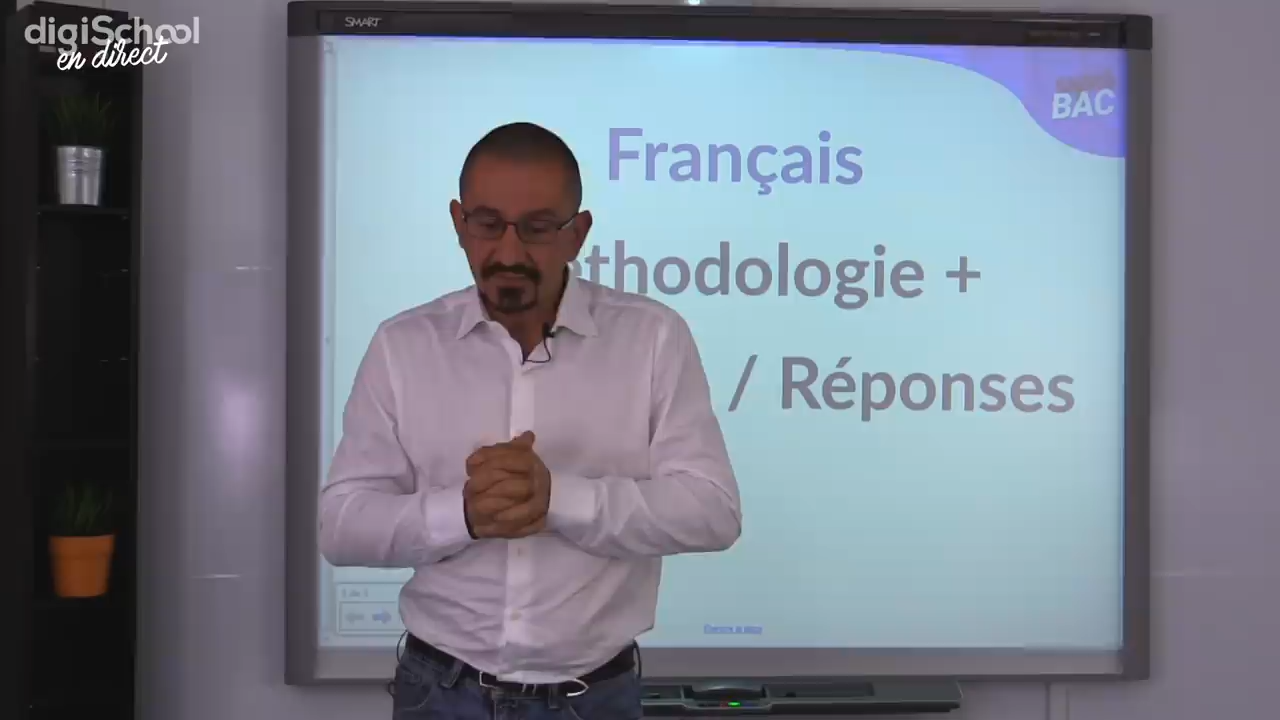 digiSchool
en direct
SMART
BAC
Français
thodologie +
/ Réponses